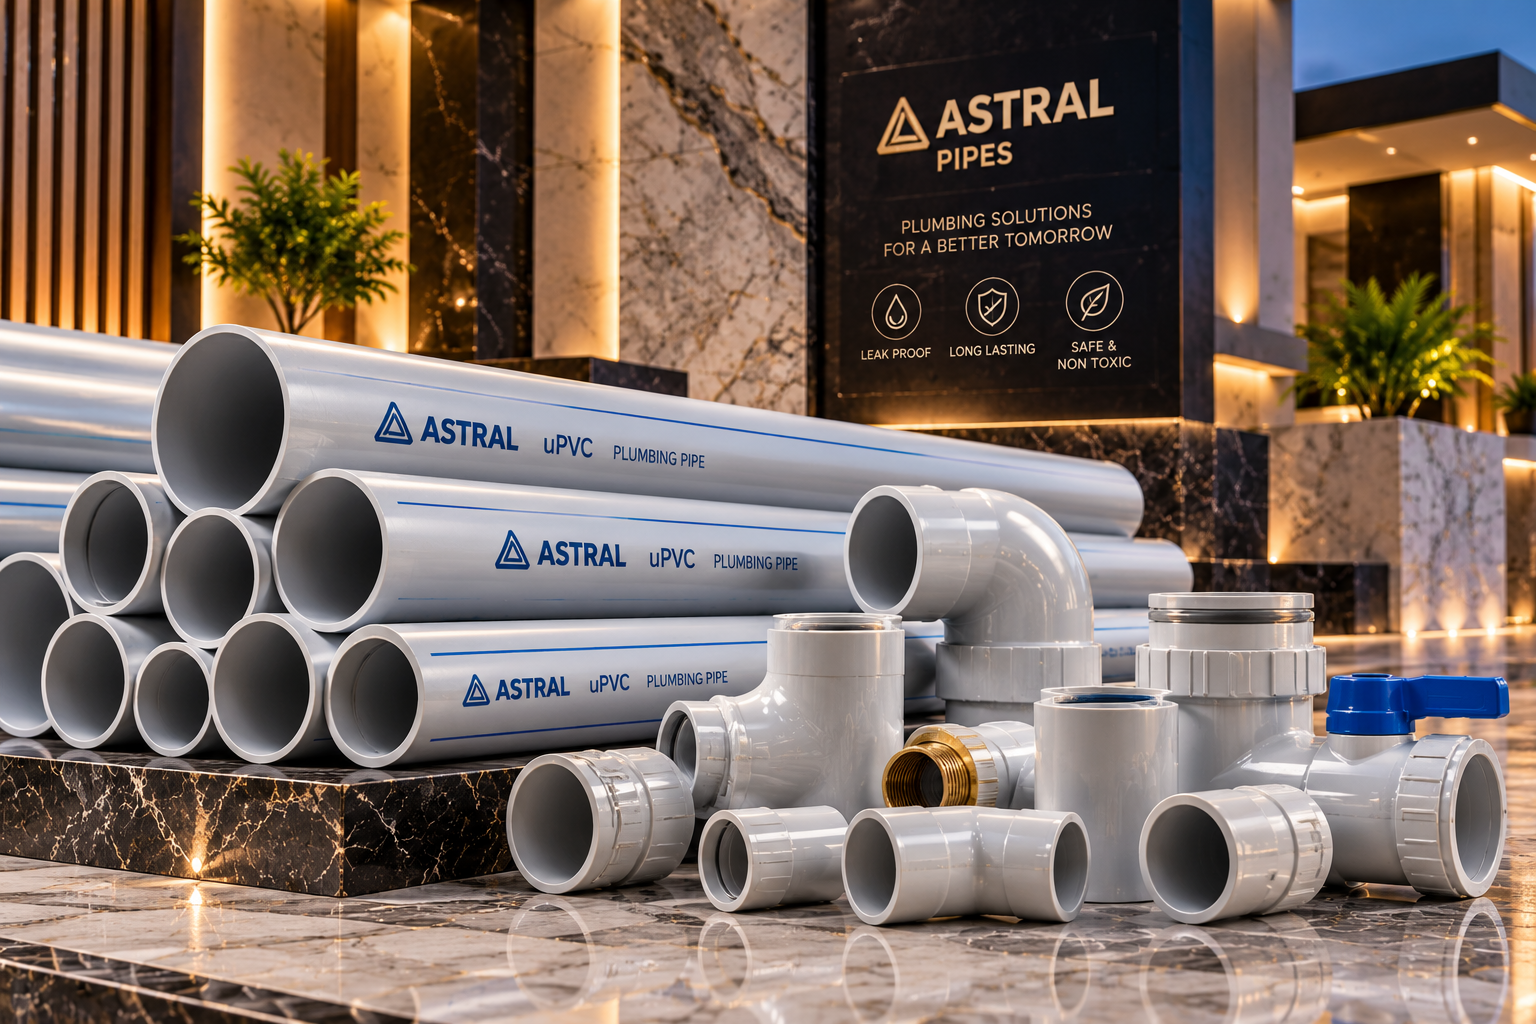 ASTRAL
PIPES
PLUMBING SOLUTIONS
FOR A BETTER TOMORROW
LEAK PROOF
LONG LASTING
SAFE &
NON TOXIC
ASTRAL uPVC PLUMBING PIPE
ASTRAL uPVC PLUMBING PIPE
ASTRAL uPVC PLUMBING PIPE